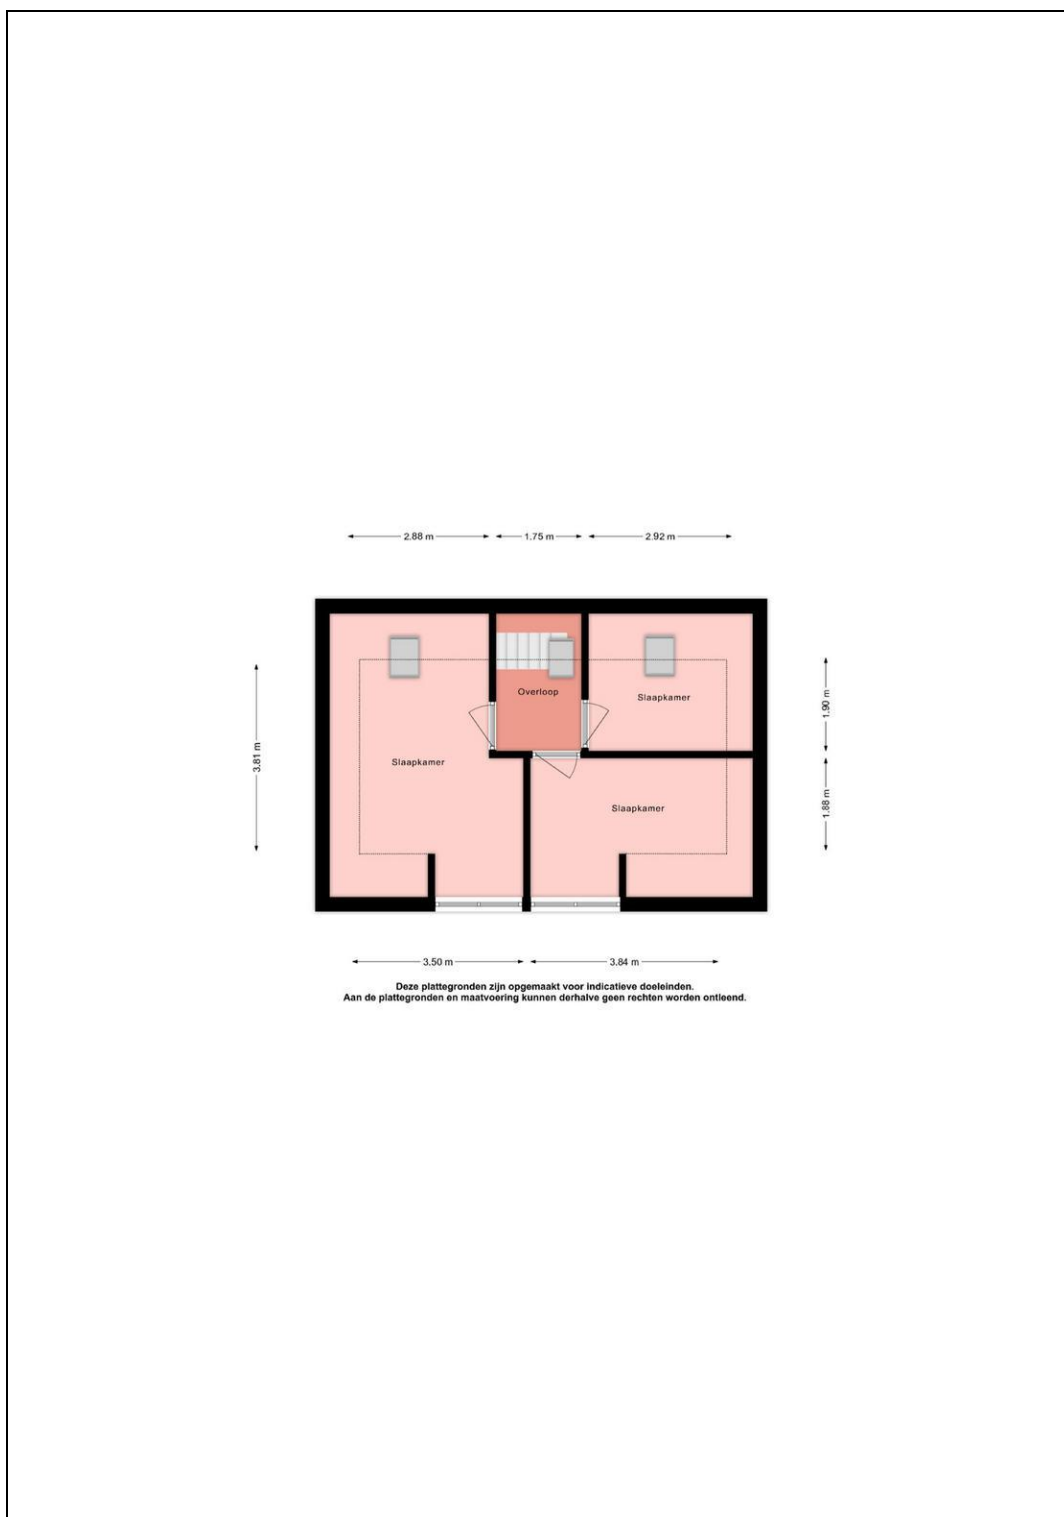 2.88 m
1.75 m
2.92 m
Overloop
Slaapkamer
1.90 m
3.81 m
Slaapkamer
1.88 m
Slaapkamer
3.50 m
3.84 m
Deze plattegronden zijn opgemaakt voor indicatieve doeleinden.
Aan de plattegronden en maatvoering kunnen derhalve geen rechten worden ontleend.